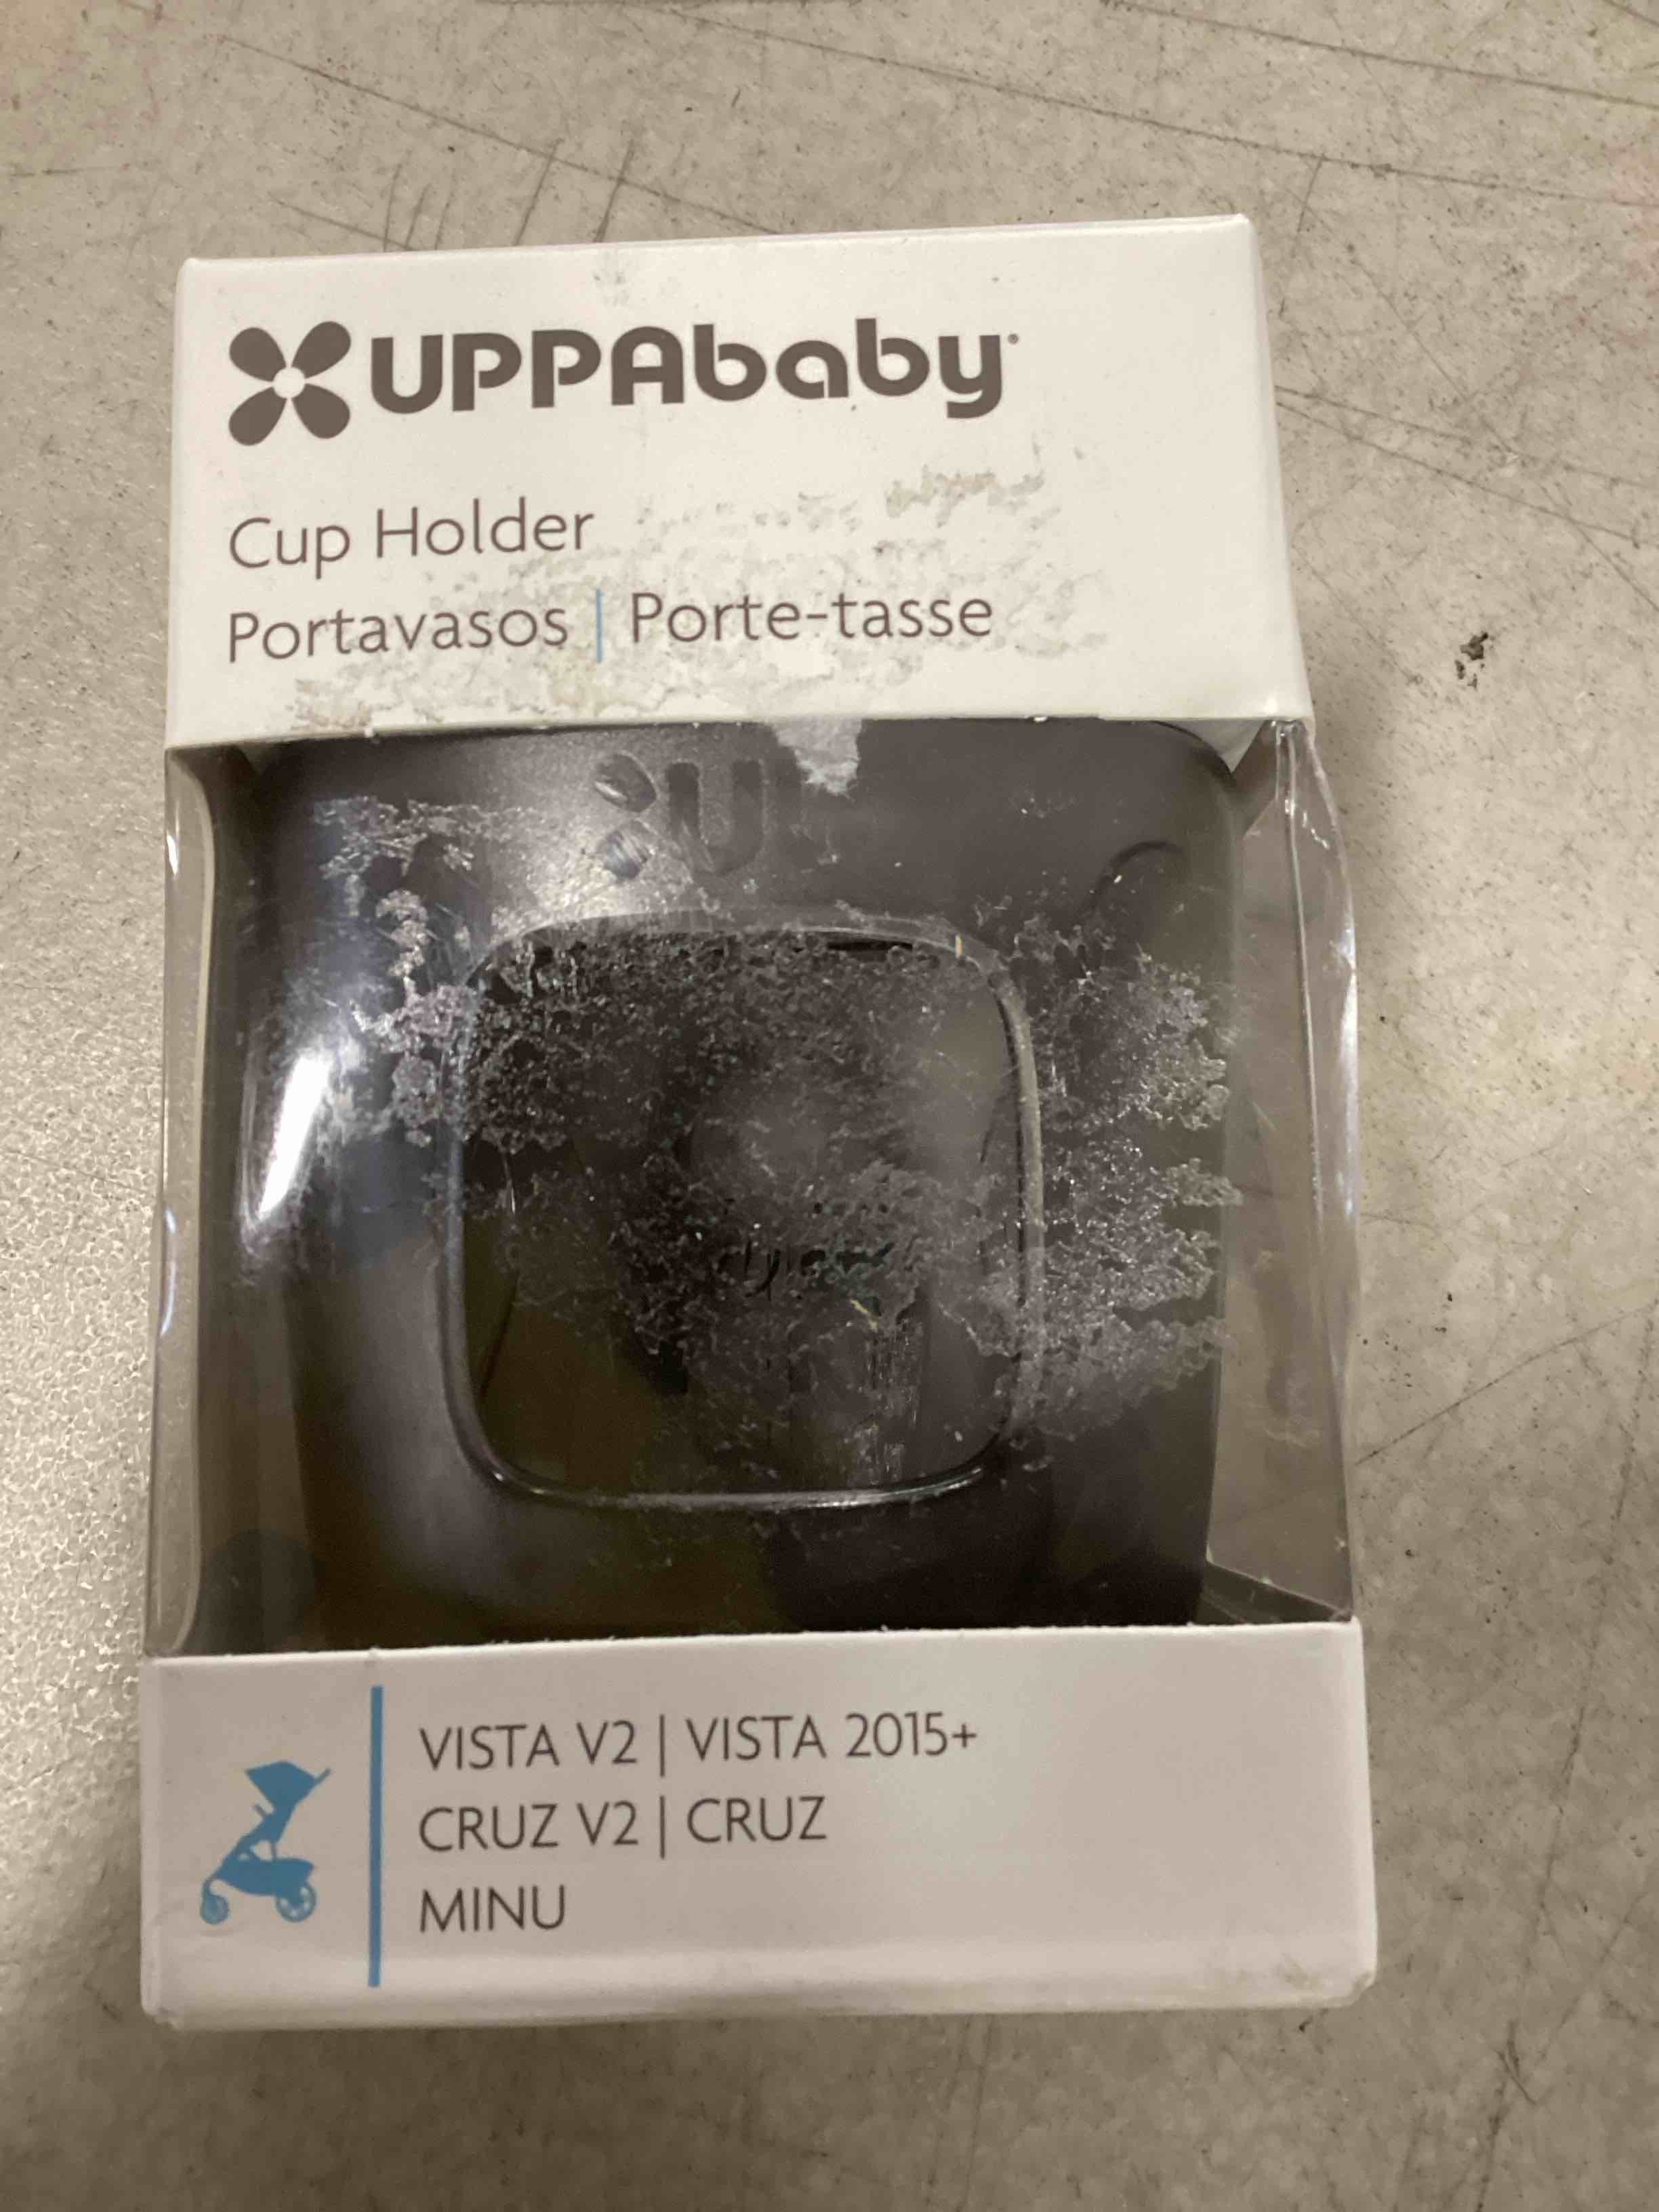 UPPAbaby
Cup Holder
Portavasos | Porte-tasse
U
VISTA V2 | VISTA 2015+
CRUZ V2 | CRUZ
MINU